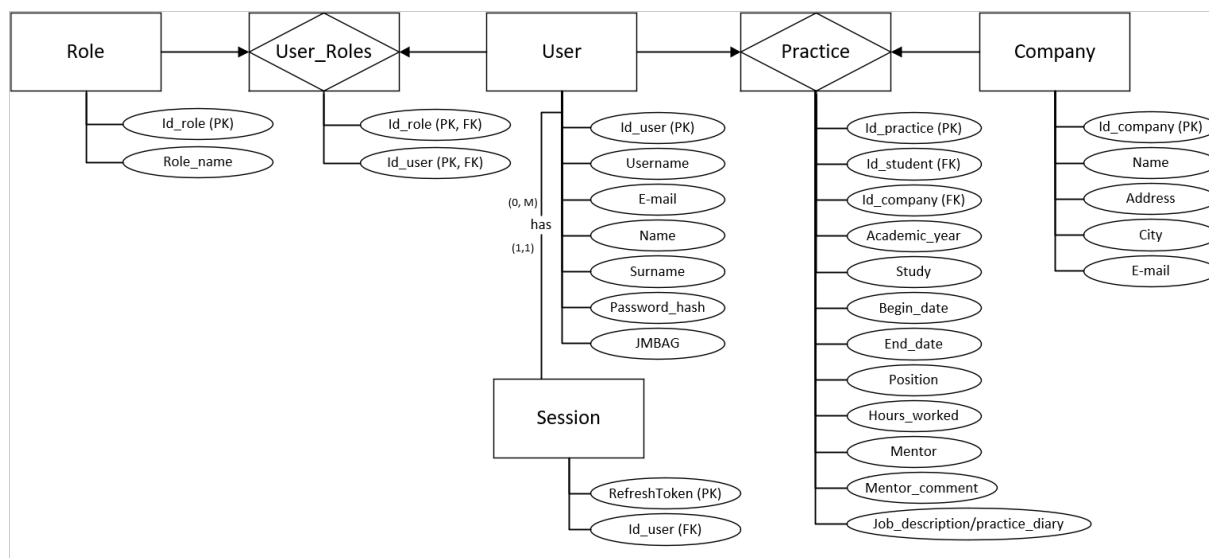 Role
User_Roles
User
Practice
Company
Id_role (PK)
Role_name
Id_role (PK, FK)
Id_user (PK, FK)
Id_user (PK)
Username
E-mail
Name
Surname
Password_hash
JMBAG
(0, M)
has
(1,1)
Session
RefreshToken (PK)
Id_user (FK)
Id_practice (PK)
Id_student (FK)
Id_company (FK)
Academic_year
Study
Begin_date
End_date
Position
Hours_worked
Mentor
Mentor_comment
Job_description/practice_diary
Id_company (PK)
Name
Address
City
E-mail